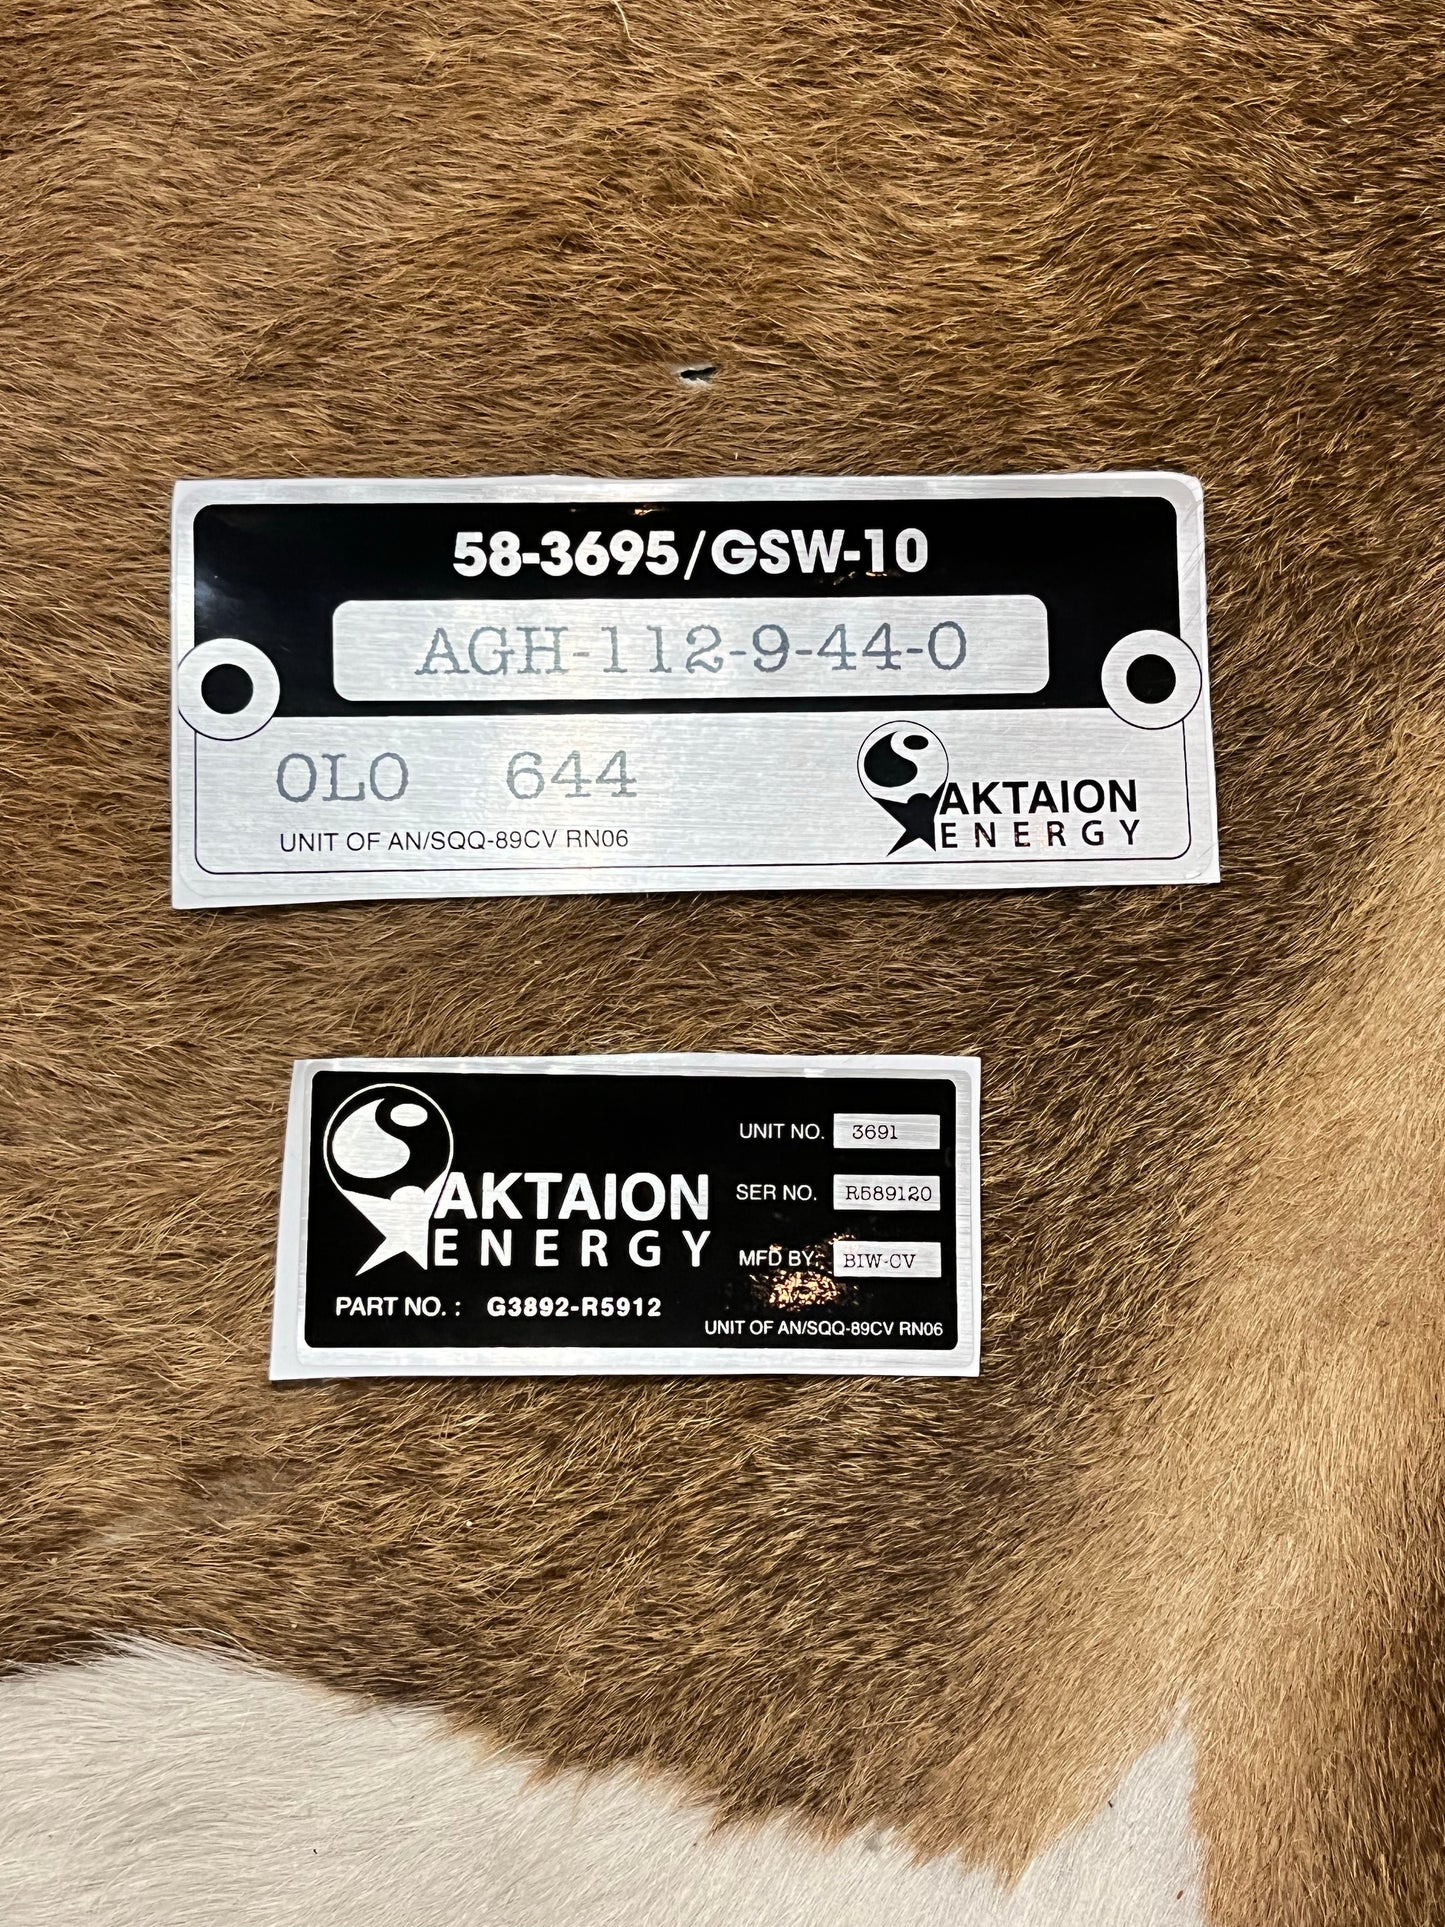 58-3695/GSW-10
AGH-112-9-44-0
OLO 644
UNIT OF AN/SQQ-89CV RN06
AKTAION
ENERGY
AKTAION
ENERGY
PART NO. : G3892-R5912
UNIT NO. 3691
SER NO. R589120
MFD BY: BIW-CV
UNIT OF AN/SQQ-89CV RN06